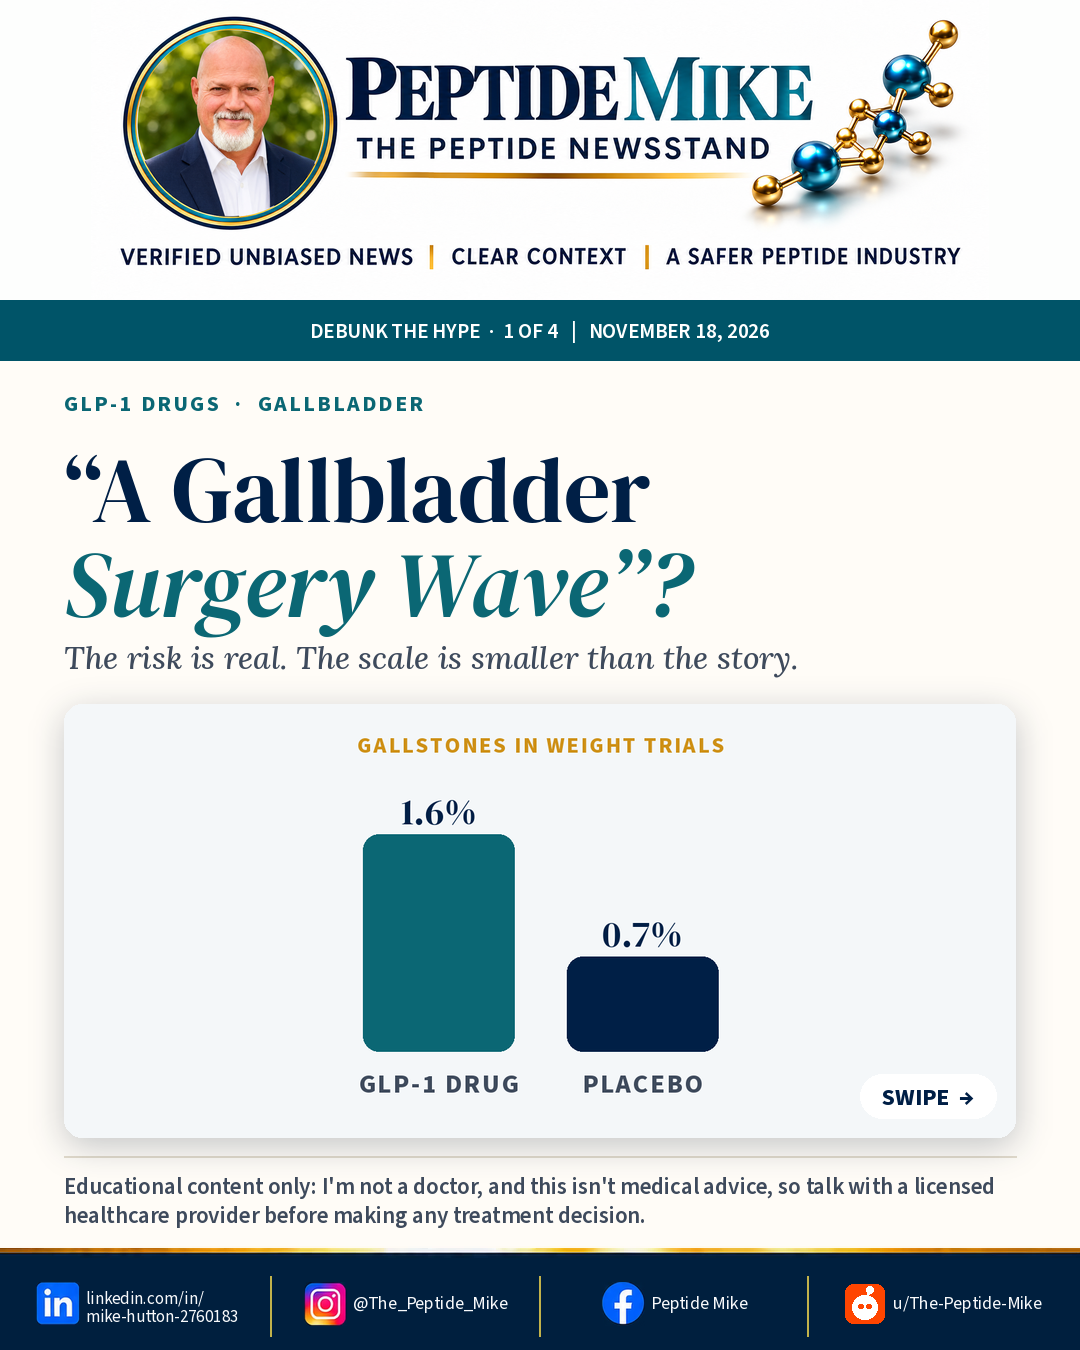 PEPTIDEMIKE
THE PEPTIDE NEWSSTAND
VERIFIED UNBIASED NEWS | CLEAR CONTEXT | A SAFER PEPTIDE INDUSTRY
DEBUNK THE HYPE · 1 OF 4 | NOVEMBER 18, 2026
GLP-1 DRUGS · GALLBLADDER
“A Gallbladder
Surgery Wave”?
The risk is real. The scale is smaller than the story.
GALLSTONES IN WEIGHT TRIALS
1.6%
0.7%
GLP-1 DRUG
PLACEBO
SWIPE →
Educational content only: I'm not a doctor, and this isn't medical advice, so talk with a licensed
healthcare provider before making any treatment decision.
linkedin.com/in/
mike-hutton-2760183
@The_Peptide_Mike
Peptide Mike
u/The-Peptide-Mike